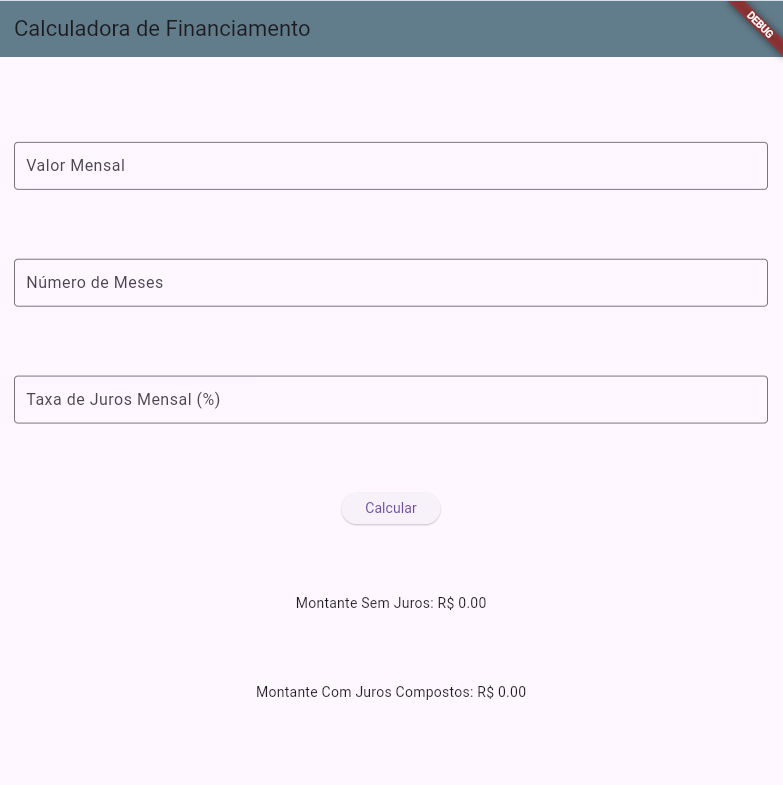 Calculadora de Financiamento
DEBUG
Valor Mensal
Número de Meses
Taxa de Juros Mensal (%)
Calcular
Montante Sem Juros: R$ 0.00
Montante Com Juros Compostos: R$ 0.00